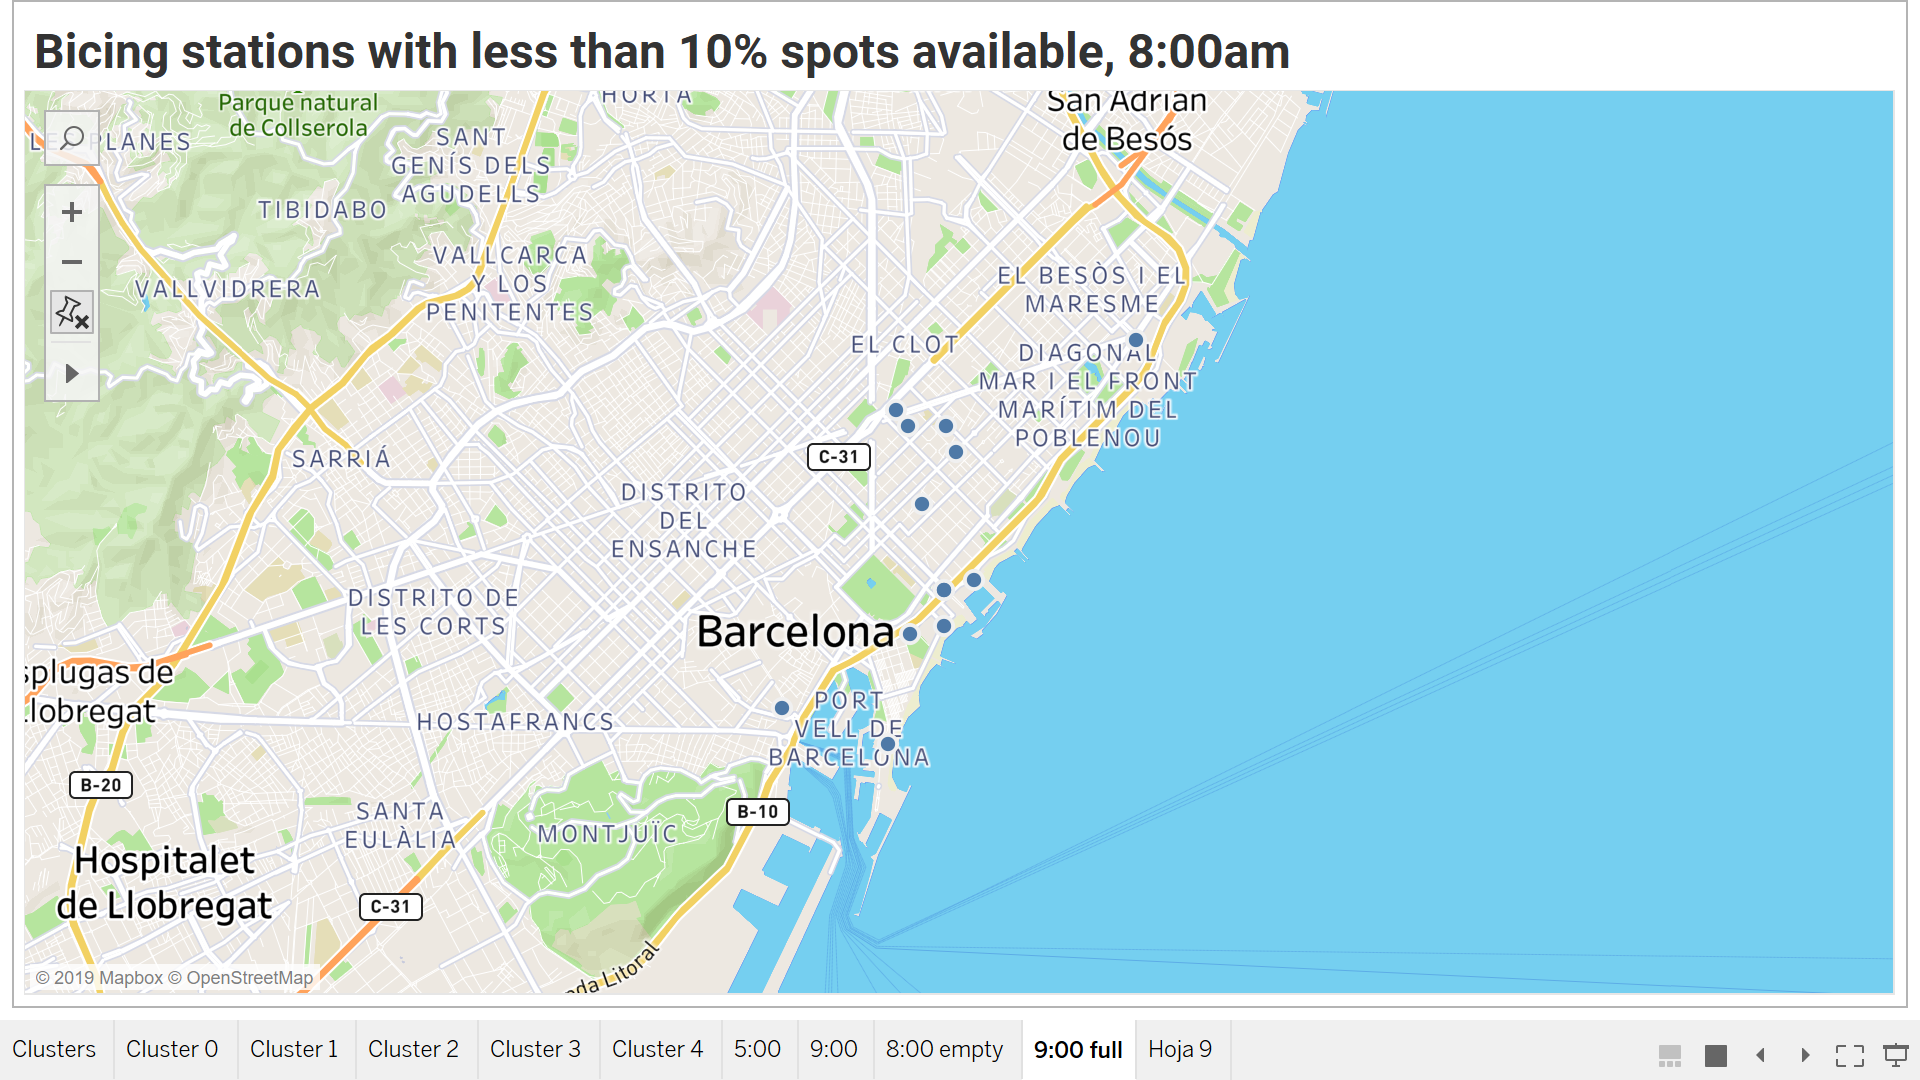 Bicing stations with less than 10% spots available, 8:00am
HORTA
Parque natural
de Collserola
San Adrián
de Besós
PLANES
SANT
GENÍS DELS
AGUDELLS
TIBIDABO
VALLCARCA
Y LOS
PENITENTES
VALLVIDRERA
EL BESÒS I EL
MARESME
EL CLOT
DIAGONAL
MAR I EL FRONT
MARÍTIM DEL
POBLENOU
SARRIÁ
C-31
DISTRITO
DEL
ENSANCHE
DISTRITO DE
LES CORTS
Barcelona
splugas de
Llobregat
HOSTAFRANCS
PORT
VELL DE
BARCELONA
B-20
SANTA
EULÀLIA
MONTJUÏC
B-10
Hospitalet
de Llobregat
C-31
nda Litoral
© 2019 Mapbox © OpenStreetMap
Clusters
Cluster 0
Cluster 1
Cluster 2
Cluster 3
Cluster 4
5:00
9:00
8:00 empty
9:00 full
Hoja 9